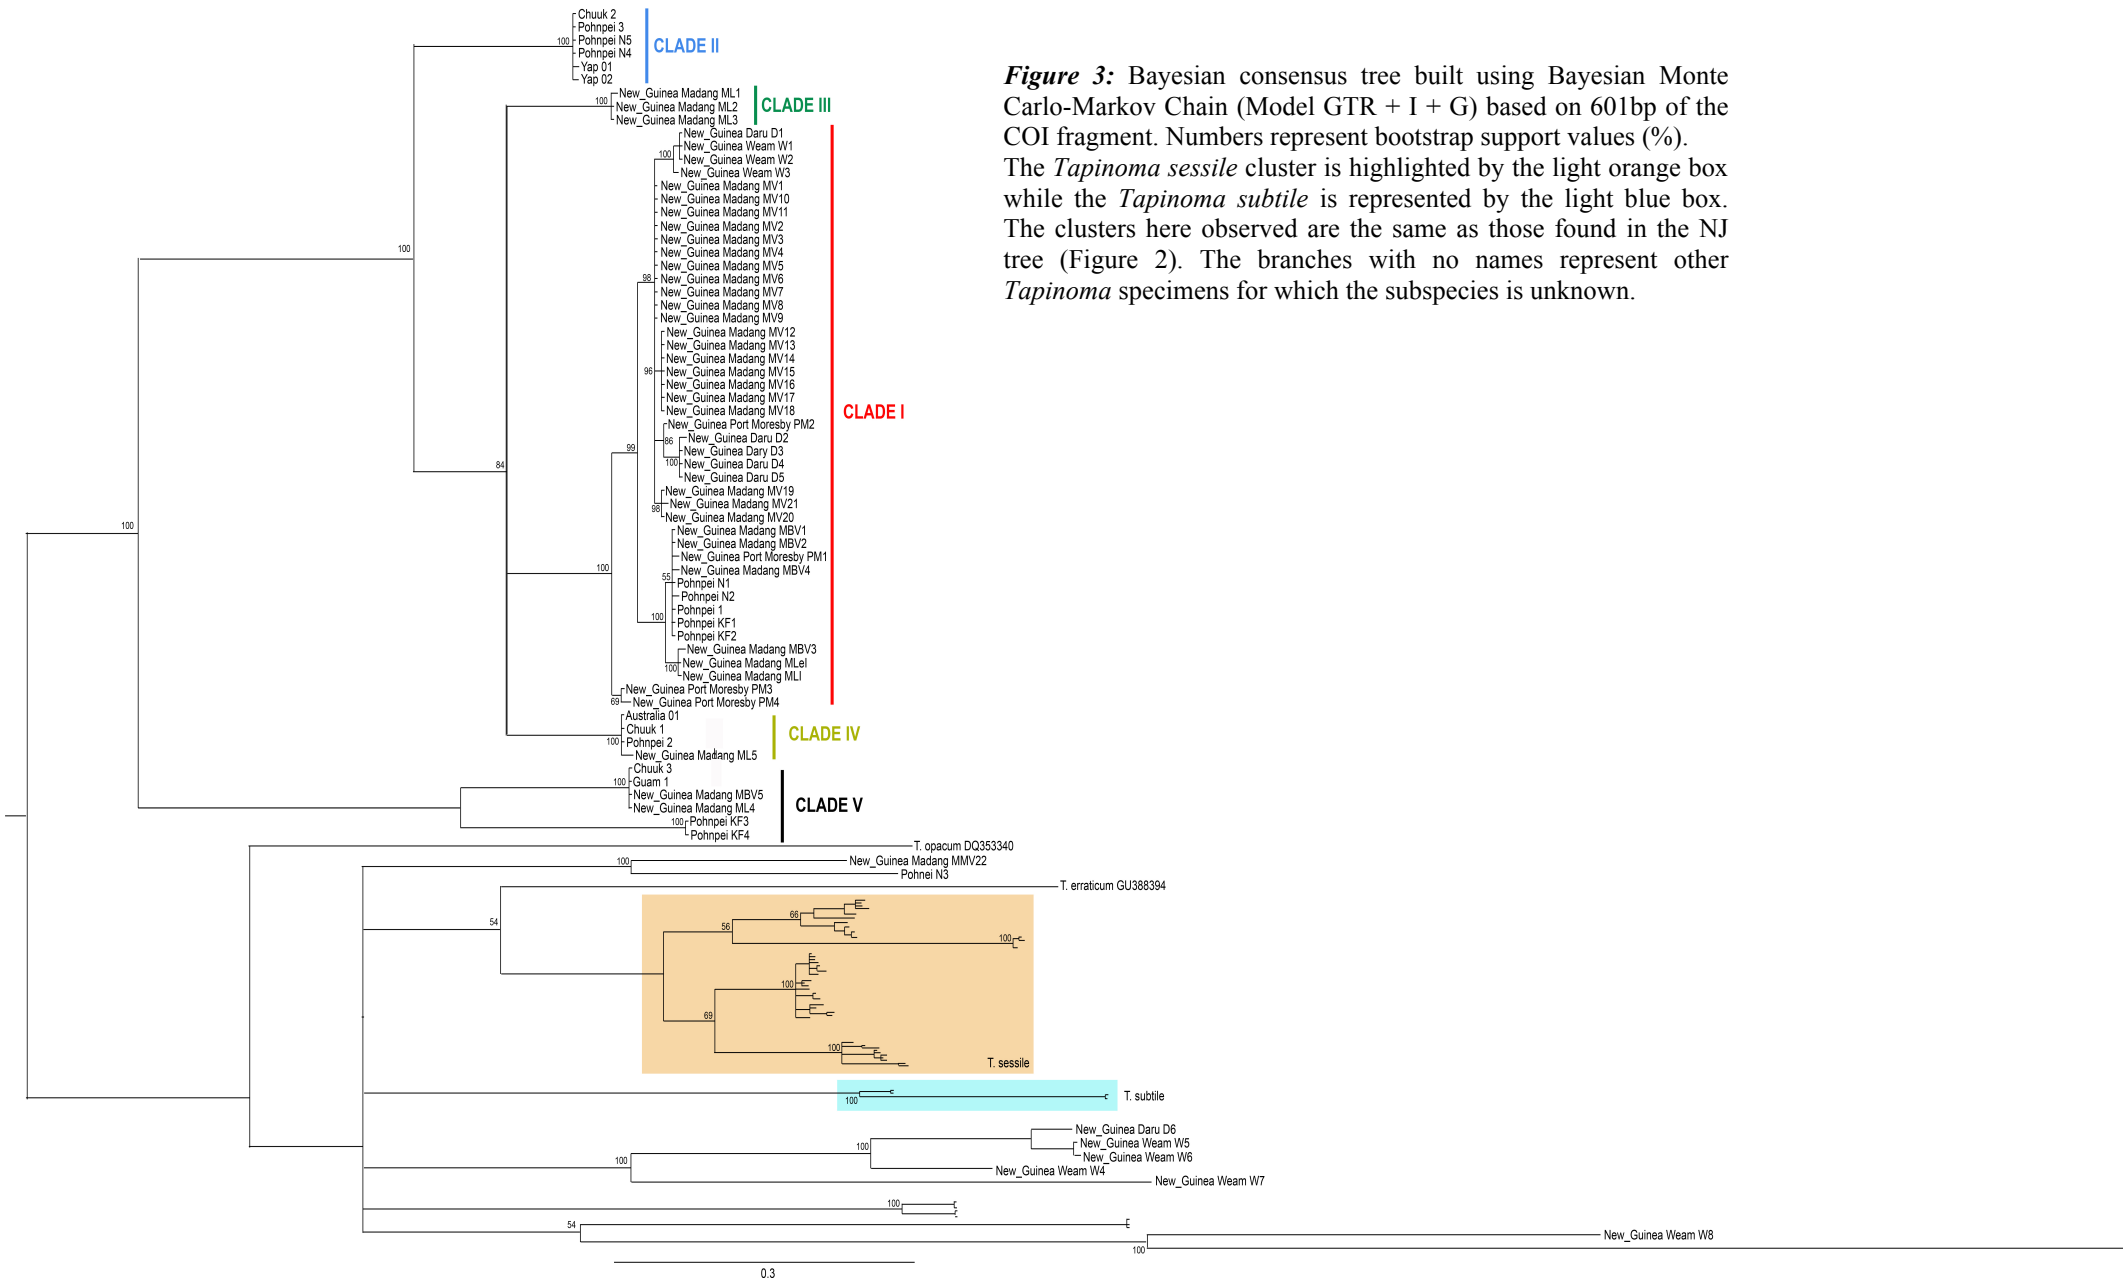 Chuuk 2
Pohnpei 3
100
Pohnpei N5
CLADE II
Pohnpei N4
Yap 01
Yap 02
Figure 3: Bayesian consensus tree built using Bayesian Monte
Carlo-Markov Chain (Model GTR + I + G) based on 601bp of the
COI fragment. Numbers represent bootstrap support values (%).
The Tapinoma sessile cluster is highlighted by the light orange box
while the Tapinoma subtile is represented by the light blue box.
The clusters here observed are the same as those found in the NJ
tree (Figure 2). The branches with no names represent other
Tapinoma specimens for which the subspecies is unknown.
New_Guinea Madang ML1
100
New_Guinea Madang ML2
CLADE III
New_Guinea Madang ML3
New_Guinea Daru D1
New_Guinea Weam W1
100
New_Guinea Weam W2
New_Guinea Weam W3
New_Guinea Madang MV1
New_Guinea Madang MV10
New_Guinea Madang MV11
New_Guinea Madang MV2
New_Guinea Madang MV3
100
New_Guinea Madang MV4
New_Guinea Madang MV5
98
New_Guinea Madang MV6
New_Guinea Madang MV7
New_Guinea Madang MV8
New_Guinea Madang MV9
New_Guinea Madang MV12
New_Guinea Madang MV13
New_Guinea Madang MV14
96
New_Guinea Madang MV15
New_Guinea Madang MV16
New_Guinea Madang MV17
New_Guinea Madang MV18
CLADE I
New_Guinea Port Moresby PM2
86
New_Guinea Daru D2
99
New_Guinea Dary D3
84
100
New_Guinea Daru D4
New_Guinea Daru D5
New_Guinea Madang MV19
New_Guinea Madang MV21
98
New_Guinea Madang MV20
100
New_Guinea Madang MBV1
New_Guinea Madang MBV2
New_Guinea Port Moresby PM1
100
New_Guinea Madang MBV4
55
Pohnpei N1
Pohnpei N2
Pohnpei 1
100
Pohnpei KF1
Pohnpei KF2
New_Guinea Madang MBV3
100
New_Guinea Madang MLeI
New_Guinea Madang MLI
New_Guinea Port Moresby PM3
69
New_Guinea Port Moresby PM4
Australia 01
Chuuk 1
CLADE IV
100
Pohnpei 2
New_Guinea Madang ML5
Chuuk 3
100
Guam 1
New_Guinea Madang MBV5
New_Guinea Madang ML4
CLADE V
100
Pohnpei KF3
Pohnpei KF4
T. opacum DQ353340
100
New_Guinea Madang MMV22
Pohnei N3
T. erraticum GU388394
54
66
56
100
100
69
100
T. sessile
100
T. subtile
New_Guinea Daru D6
100
New_Guinea Weam W5
New_Guinea Weam W6
100
New_Guinea Weam W4
New_Guinea Weam W7
100
54
New_Guinea Weam W8
100
0.3